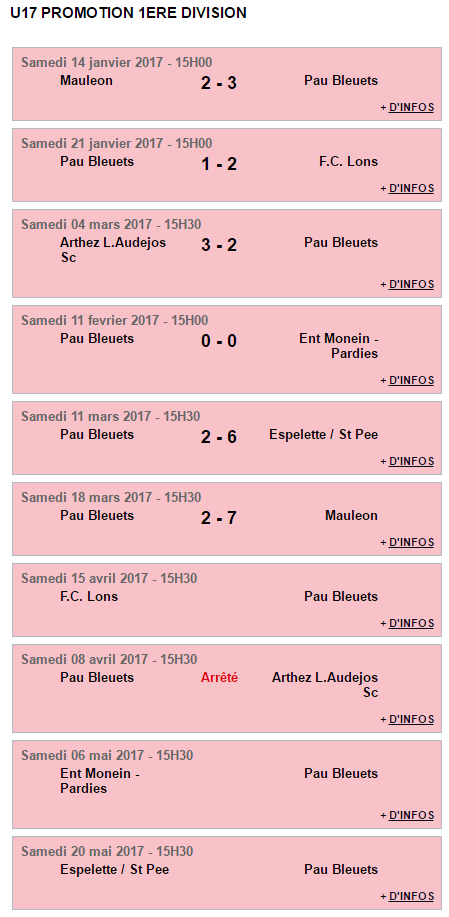 U17 PROMOTION 1ERE DIVISION
Samedi 14 janvier 2017 - 15H00
Mauleon 2 - 3 Pau Bleuets
+ D'INFOS
Samedi 21 janvier 2017 - 15H00
Pau Bleuets 1 - 2 F.C. Lons
+ D'INFOS
Samedi 04 mars 2017 - 15H30
Arthez L.Audejos 3 - 2 Pau Bleuets
Sc
+ D'INFOS
Samedi 11 fevrier 2017 - 15H00
Pau Bleuets 0 - 0 Ent Monein -
Pardies
+ D'INFOS
Samedi 11 mars 2017 - 15H30
Pau Bleuets 2 - 6 Espelette / St Pee
+ D'INFOS
Samedi 18 mars 2017 - 15H30
Pau Bleuets 2 - 7 Mauleon
+ D'INFOS
Samedi 15 avril 2017 - 15H30
F.C. Lons Pau Bleuets
+ D'INFOS
Samedi 08 avril 2017 - 15H30
Pau Bleuets Arrêté Arthez L.Audejos
Sc
+ D'INFOS
Samedi 06 mai 2017 - 15H30
Ent Monein - Pau Bleuets
Pardies
+ D'INFOS
Samedi 20 mai 2017 - 15H30
Espelette / St Pee Pau Bleuets
+ D'INFOS